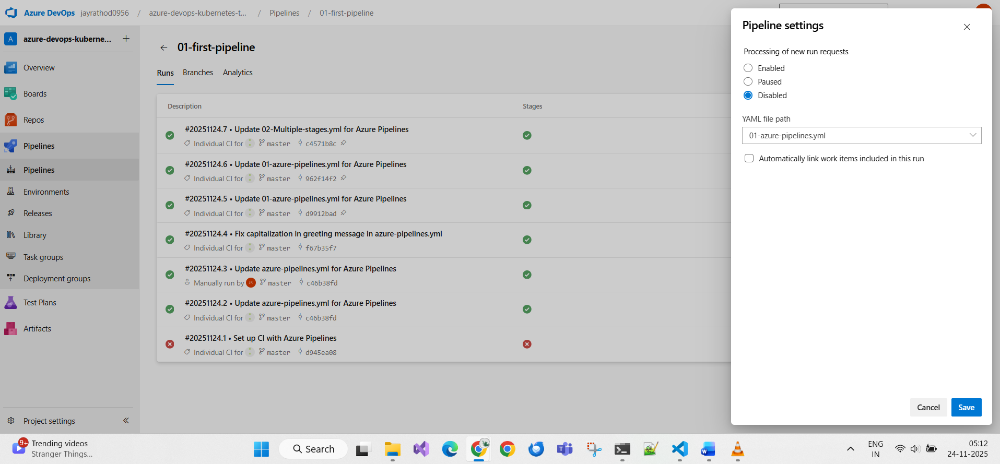 Azure DevOps jayrathod0956 / azure-devops-kubernetes-t... / Pipelines / 01-first-pipeline
A azure-devops-kuberne... +
Overview
Boards
Repos
Pipelines
Pipelines
Environments
Releases
Library
Task groups
Deployment groups
Test Plans
Artifacts
Project settings
01-first-pipeline
Runs Branches Analytics
Description Stages
#20251124.7 • Update 02-Multiple-stages.yml for Azure Pipelines
Individual CI for master c4571b8c
#20251124.6 • Update 01-azure-pipelines.yml for Azure Pipelines
Individual CI for master 962f14f2
#20251124.5 • Update 01-azure-pipelines.yml for Azure Pipelines
Individual CI for master d9912bad
#20251124.4 • Fix capitalization in greeting message in azure-pipelines.yml
Individual CI for master f67b35f7
#20251124.3 • Update azure-pipelines.yml for Azure Pipelines
Manually run by JR master c46b38fd
#20251124.2 • Update azure-pipelines.yml for Azure Pipelines
Individual CI for master c46b38fd
#20251124.1 • Set up CI with Azure Pipelines
Individual CI for master d945ea08
Pipeline settings
Processing of new run requests
Enabled
Paused
Disabled
YAML file path
01-azure-pipelines.yml
Automatically link work items included in this run
Cancel Save
9+ Trending videos
Stranger Things...
Search
ENG
IN
05:12
24-11-2025